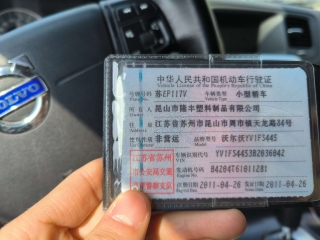 VOLVO
中华人民共和国机动车行驶证
Vehicle License of the People's Republic of China
号牌号码 苏EP117V 车辆类型 小型轿车
Vehicle Type
所有人 昆山市隆丰塑料制品有限公司
住址 江苏省苏州市昆山市周市镇天龙路84号
使用性质 非营运 品牌型号 沃尔沃YV1FS445
江苏省苏州 车辆识别代号 YV1FS4453B2036042
VIN
市公安局交通 发动机号码
Engine No.
警察支队 注册日期 2011-04-26 发证日期 2011-04-26